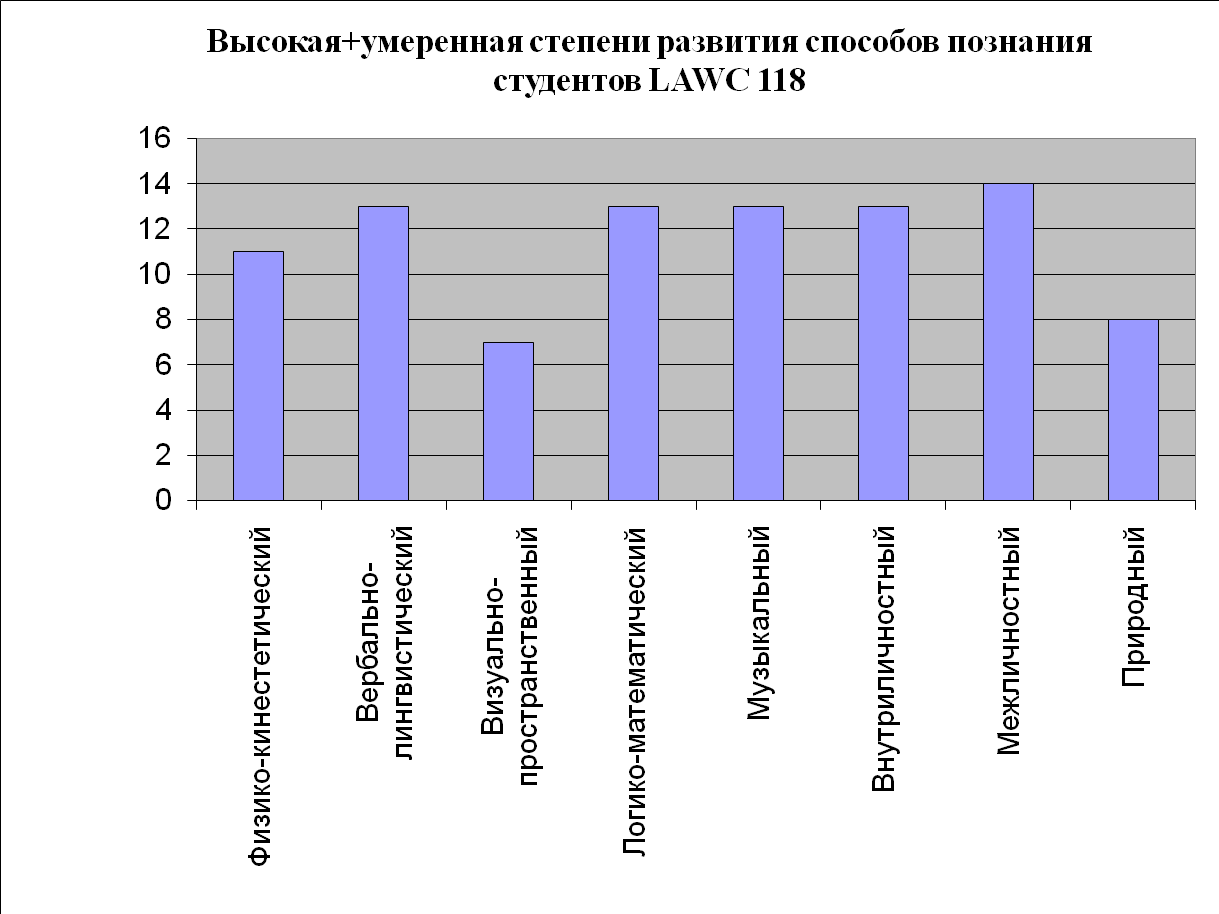 Высокая+умеренная степени развития способов познания
студентов LAWC 118
16
14
12
10
8
6
4
2
0
Физико-кинестетический
Вербально-
лингвистический
Визуально-
пространственный
Логико-математический
Музыкальный
Внутриличностный
Межличностный
Природный